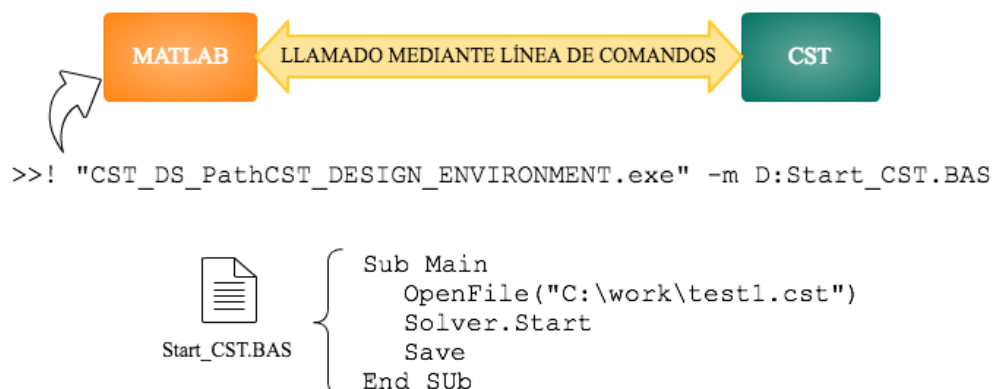 MATLAB
LLAMADO MEDIANTE LÍNEA DE COMANDOS
CST
>>! "CST_DS_PathCST_DESIGN_ENVIRONMENT.exe" -m D:Start_CST.BAS
Sub Main
OpenFile("C:\work\test1.cst")
Solver.Start
Save
End SUb
Start_CST.BAS